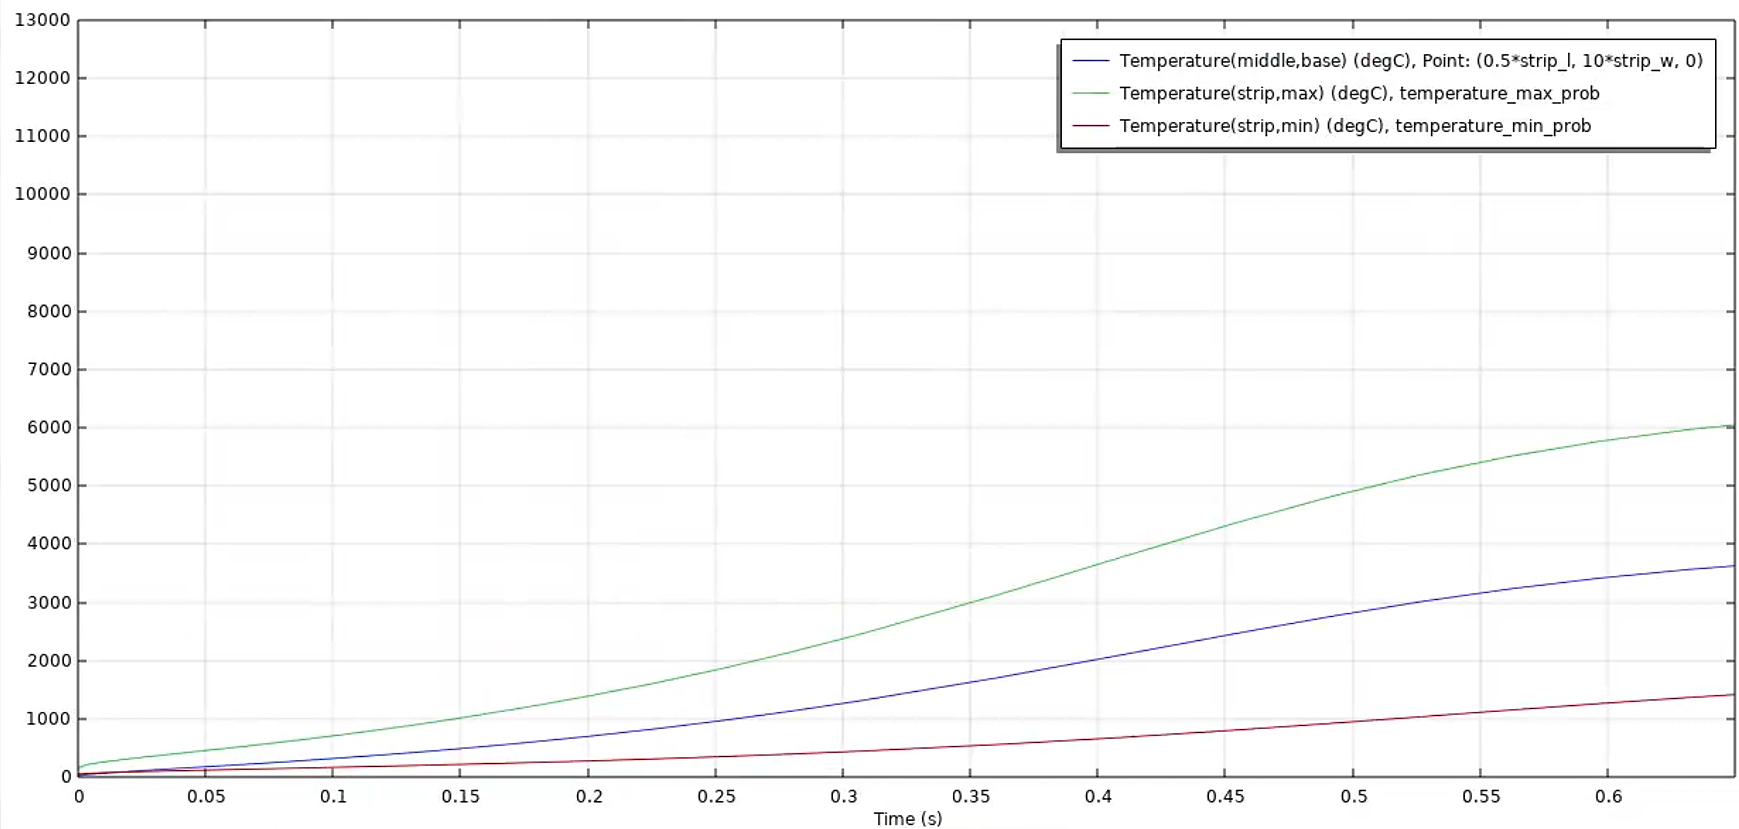 13000
12000
11000
10000
9000
8000
7000
6000
5000
4000
3000
2000
1000
0
Temperature(middle,base) (degC), Point: (0.5*strip_l, 10*strip_w, 0)
Temperature(strip,max) (degC), temperature_max_prob
Temperature(strip,min) (degC), temperature_min_prob
0 0.05 0.1 0.15 0.2 0.25 0.3 0.35 0.4 0.45 0.5 0.55 0.6
Time (s)